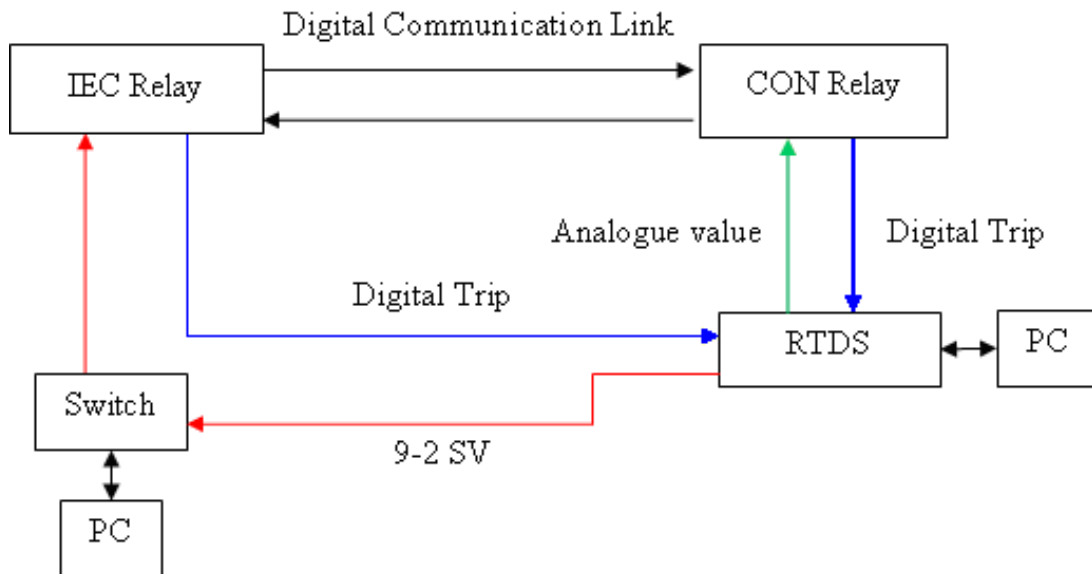 Digital Communication Link
IEC Relay
CON Relay
Analogue value
Digital Trip
Digital Trip
RTDS
PC
Switch
9-2 SV
PC